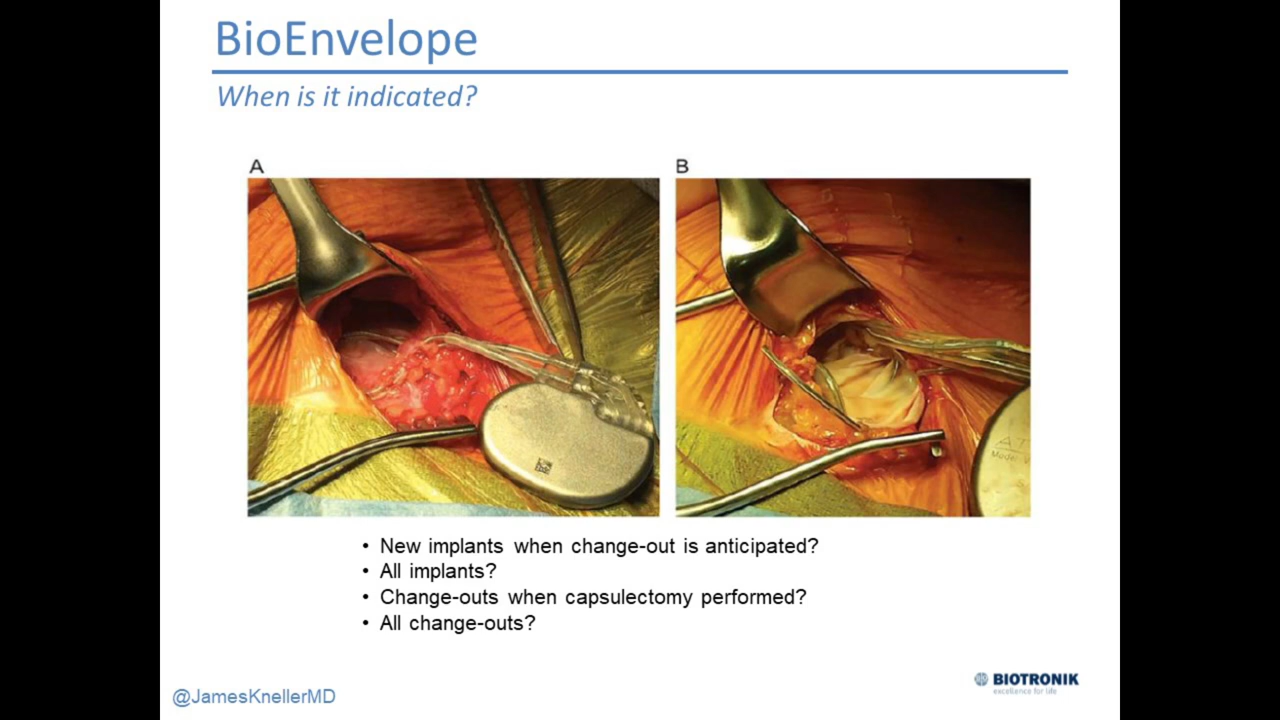 BioEnvelope
When is it indicated?
A
B
• New implants when change-out is anticipated?
• All implants?
• Change-outs when capsulectomy performed?
• All change-outs?
@JamesKnellerMD
BIOTRONIK
excellence for life